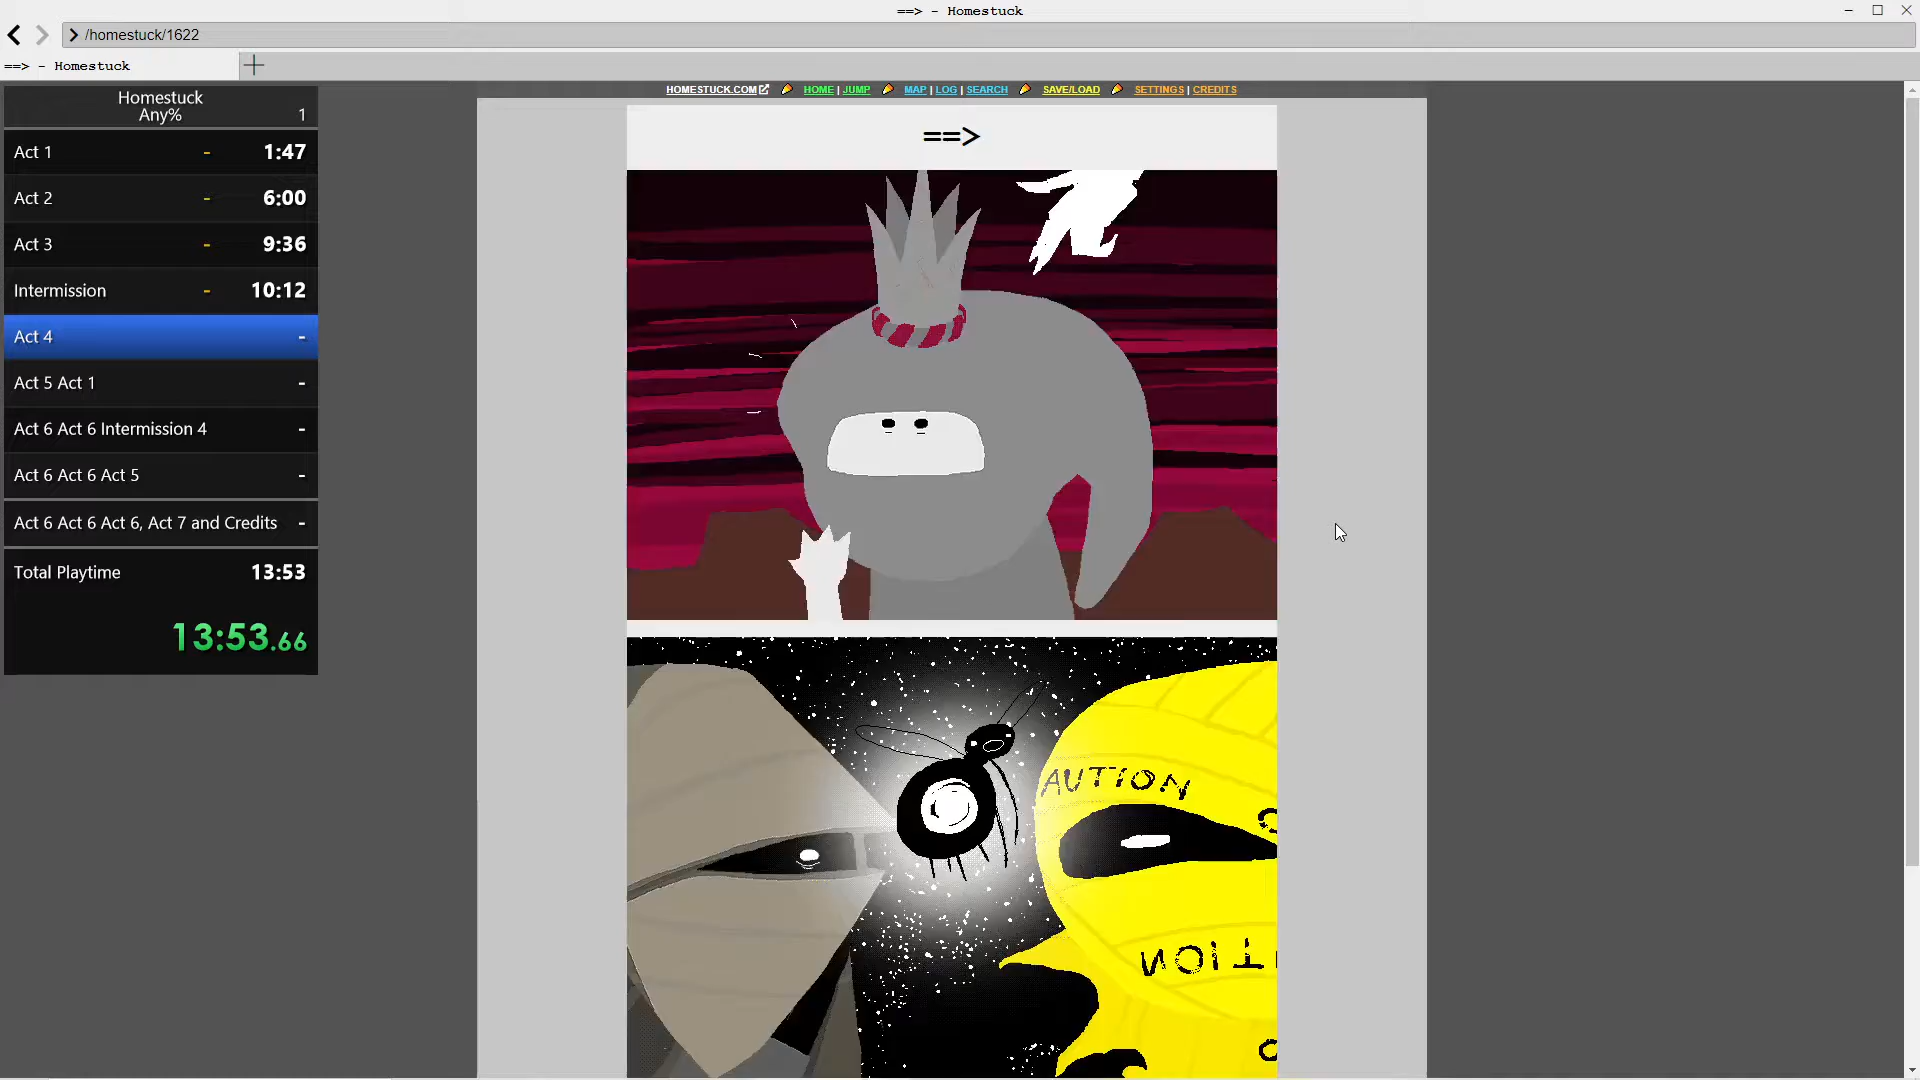 ==> - Homestuck
/homestuck/1622
==> - Homestuck
HOMESTUCK.COM HOME | JUMP MAP | LOG | SEARCH SAVE/LOAD SETTINGS | CREDITS
Homestuck
Any% 1
Act 1 - 1:47
Act 2 - 6:00
Act 3 - 9:36
Intermission - 10:12
Act 4 -
Act 5 Act 1 -
Act 6 Act 6 Intermission 4 -
Act 6 Act 6 Act 5 -
Act 6 Act 6 Act 6, Act 7 and Credits -
Total Playtime 13:53
13:53.66
==>
AUTION
TION